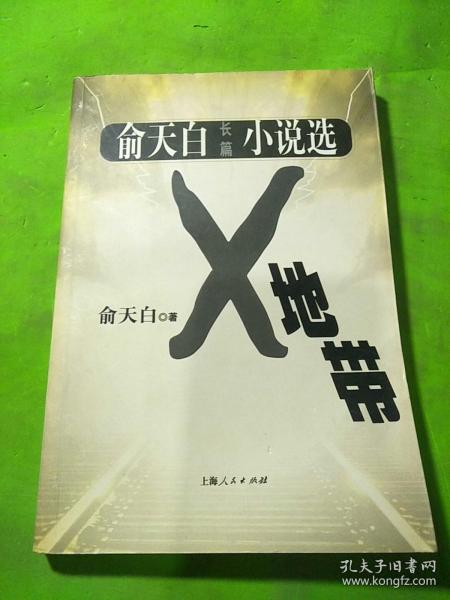 俞天白长篇小说选
X地带
俞天白◎著
上海人民出版社
孔夫子旧书网
www.kongfz.com